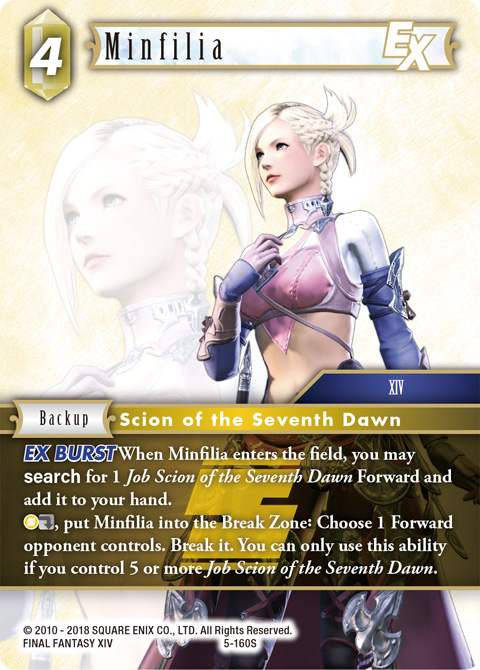 4
Minfilia
EX
XIV
Backup
Scion of the Seventh Dawn
EX BURST When Minfilia enters the field, you may
search for 1 Job Scion of the Seventh Dawn Forward and
add it to your hand.
, put Minfilia into the Break Zone: Choose 1 Forward
opponent controls. Break it. You can only use this ability
if you control 5 or more Job Scion of the Seventh Dawn.
© 2010 - 2018 SQUARE ENIX CO., LTD. All Rights Reserved.
FINAL FANTASY XIV
5-160S